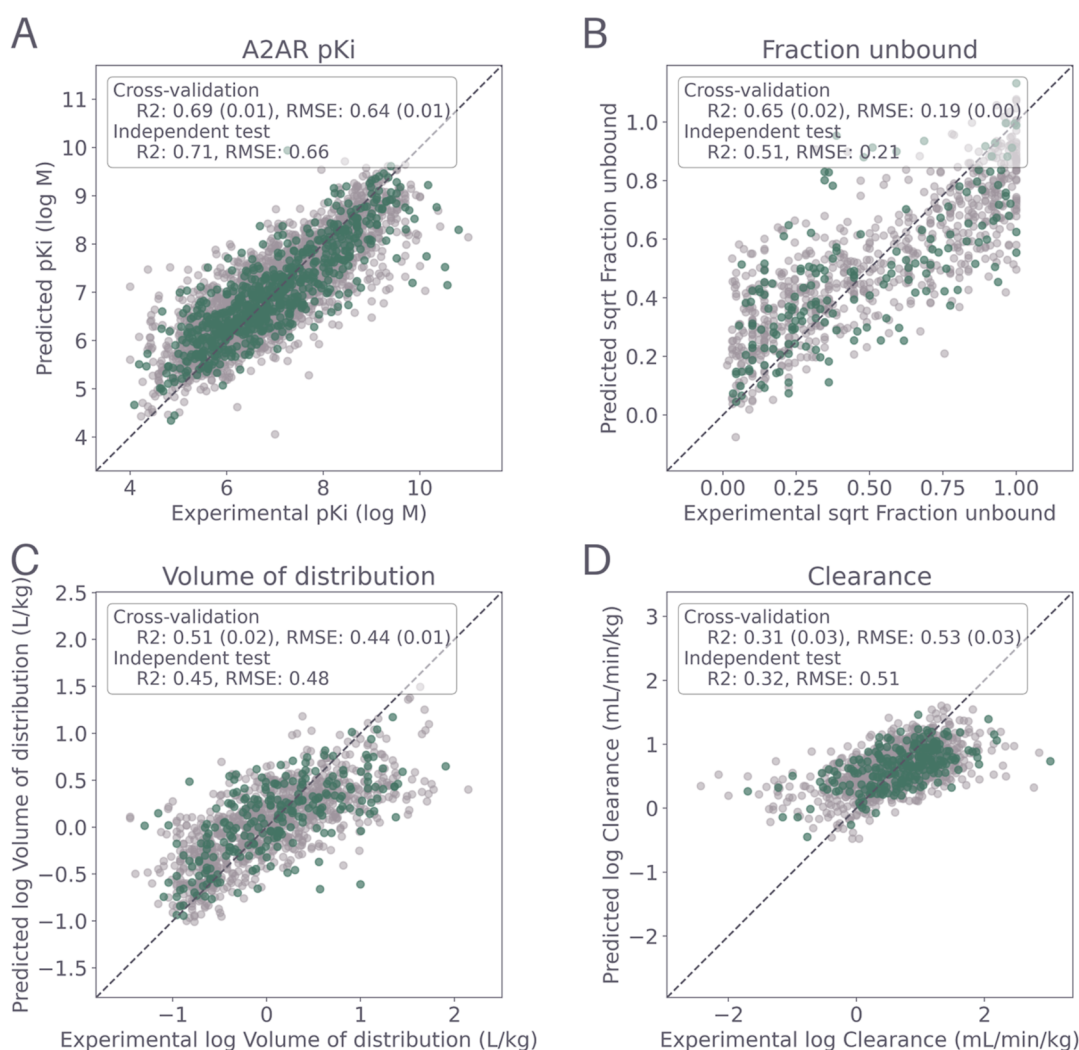 A
A2AR pKi
Cross-validation
R2: 0.69 (0.01), RMSE: 0.64 (0.01)
Independent test
R2: 0.71, RMSE: 0.66
11
10
9
8
7
6
5
4
Predicted pKi (log M)
4 6 8 10
Experimental pKi (log M)
B
Fraction unbound
Cross-validation
R2: 0.65 (0.02), RMSE: 0.19 (0.00)
Independent test
R2: 0.51, RMSE: 0.21
1.0
0.8
0.6
0.4
0.2
0.0
Predicted sqrt Fraction unbound
0.00 0.25 0.50 0.75 1.00
Experimental sqrt Fraction unbound
C
Volume of distribution
Cross-validation
R2: 0.51 (0.02), RMSE: 0.44 (0.01)
Independent test
R2: 0.45, RMSE: 0.48
2.5
2.0
1.5
1.0
0.5
0.0
−0.5
−1.0
−1.5
Predicted log Volume of distribution (L/kg)
−1 0 1 2
Experimental log Volume of distribution (L/kg)
D
Clearance
Cross-validation
R2: 0.31 (0.03), RMSE: 0.53 (0.03)
Independent test
R2: 0.32, RMSE: 0.51
3
2
1
0
−1
−2
Predicted log Clearance (mL/min/kg)
−2 0 2
Experimental log Clearance (mL/min/kg)